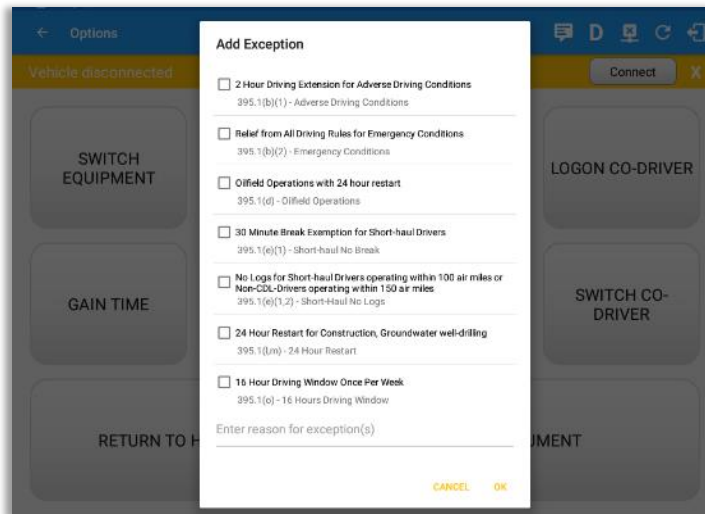 Options
D
Vehicle disconnected
Connect
X
SWITCH
EQUIPMENT
LOGON CO-DRIVER
GAIN TIME
SWITCH CO-
DRIVER
RETURN TO H
UMENT
Add Exception
2 Hour Driving Extension for Adverse Driving Conditions
395.1(b)(1) - Adverse Driving Conditions
Relief from All Driving Rules for Emergency Conditions
395.1(b)(2) - Emergency Conditions
Oilfield Operations with 24 hour restart
395.1(d) - Oilfield Operations
30 Minute Break Exemption for Short-haul Drivers
395.1(e)(1) - Short-haul No Break
No Logs for Short-haul Drivers operating within 100 air miles or
Non-CDL-Drivers operating within 150 air miles
395.1(e)(1,2) - Short-Haul No Logs
24 Hour Restart for Construction, Groundwater well-drilling
395.1(l,m) - 24 Hour Restart
16 Hour Driving Window Once Per Week
395.1(o) - 16 Hours Driving Window
Enter reason for exception(s)
CANCEL
OK